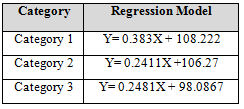 Category Regression Model
Category 1 Y= 0.383X + 108.222
Category 2 Y=0.2411X +106.27
Category 3 Y=0.2481X + 98.0867